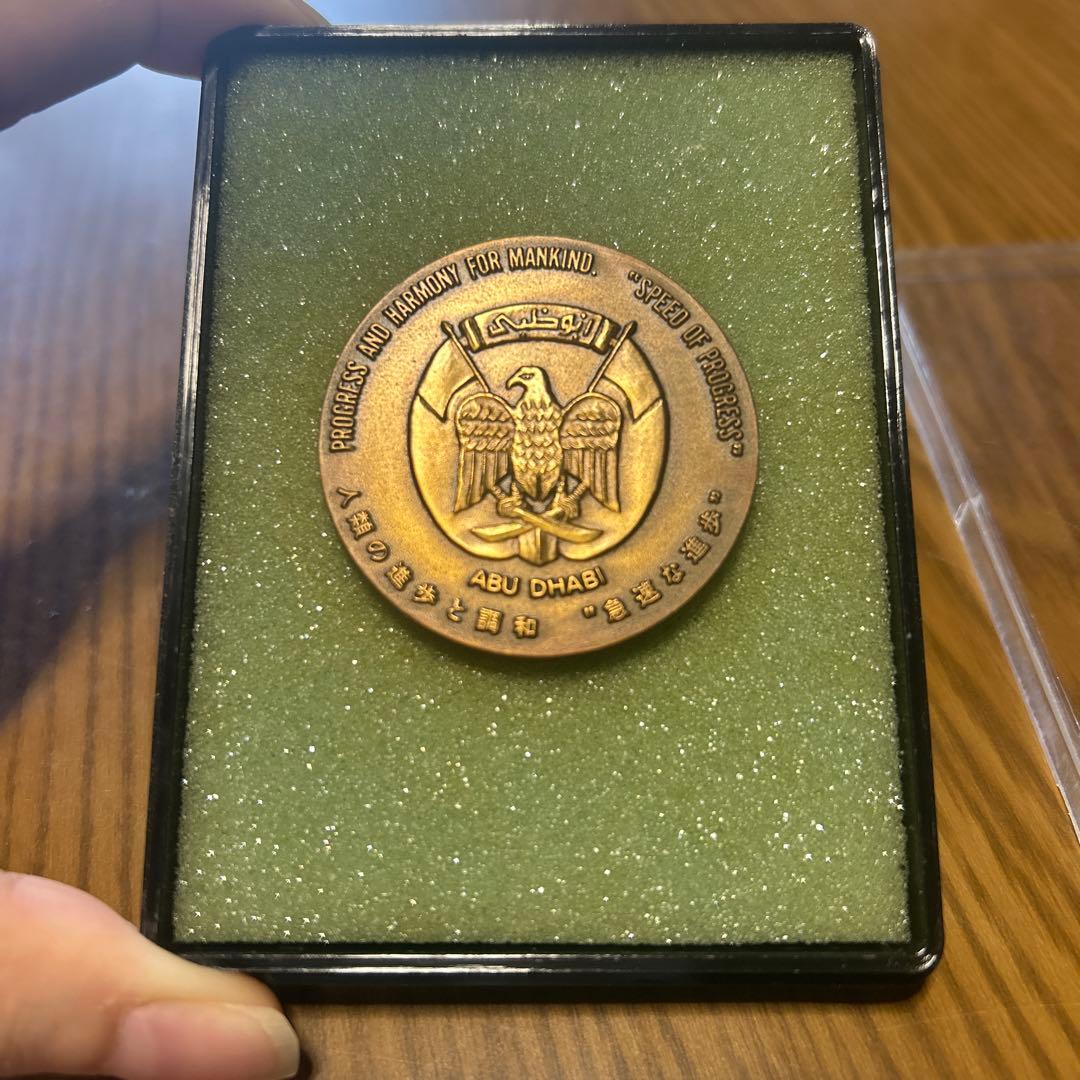 PROGRESS AND HARMONY FOR MANKIND. "SPEED OF PROGRESS"
ابوظبي
ABU DHABI
人類の進歩と調和 "急速な進歩"